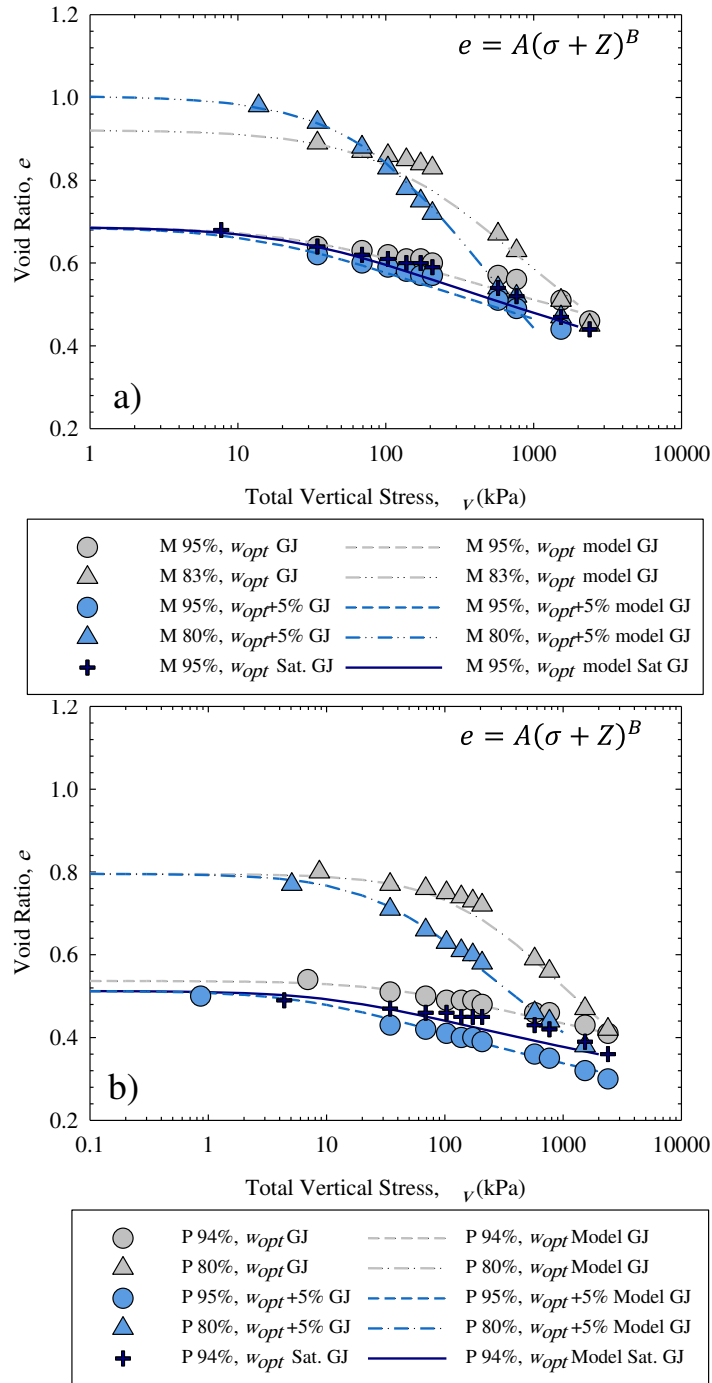 1.2
e = A(σ + Z)^B
1.0
0.8
0.6
0.4
0.2
Void Ratio, e
a)
1 10 100 1000 10000
Total Vertical Stress, V (kPa)
M 95%, wopt GJ M 95%, wopt model GJ
M 83%, wopt GJ M 83%, wopt model GJ
M 95%, wopt+5% GJ M 95%, wopt+5% model GJ
M 80%, wopt+5% GJ M 80%, wopt+5% model GJ
M 95%, wopt Sat. GJ M 95%, wopt model Sat GJ
1.2
e = A(σ + Z)^B
1.0
0.8
0.6
0.4
0.2
Void Ratio, e
b)
0.1 1 10 100 1000 10000
Total Vertical Stress, V (kPa)
P 94%, wopt GJ P 94%, wopt Model GJ
P 80%, wopt GJ P 80%, wopt Model GJ
P 95%, wopt+5% GJ P 95%, wopt+5% Model GJ
P 80%, wopt+5% GJ P 80%, wopt+5% Model GJ
P 94%, wopt Sat. GJ P 94%, wopt Model Sat. GJ